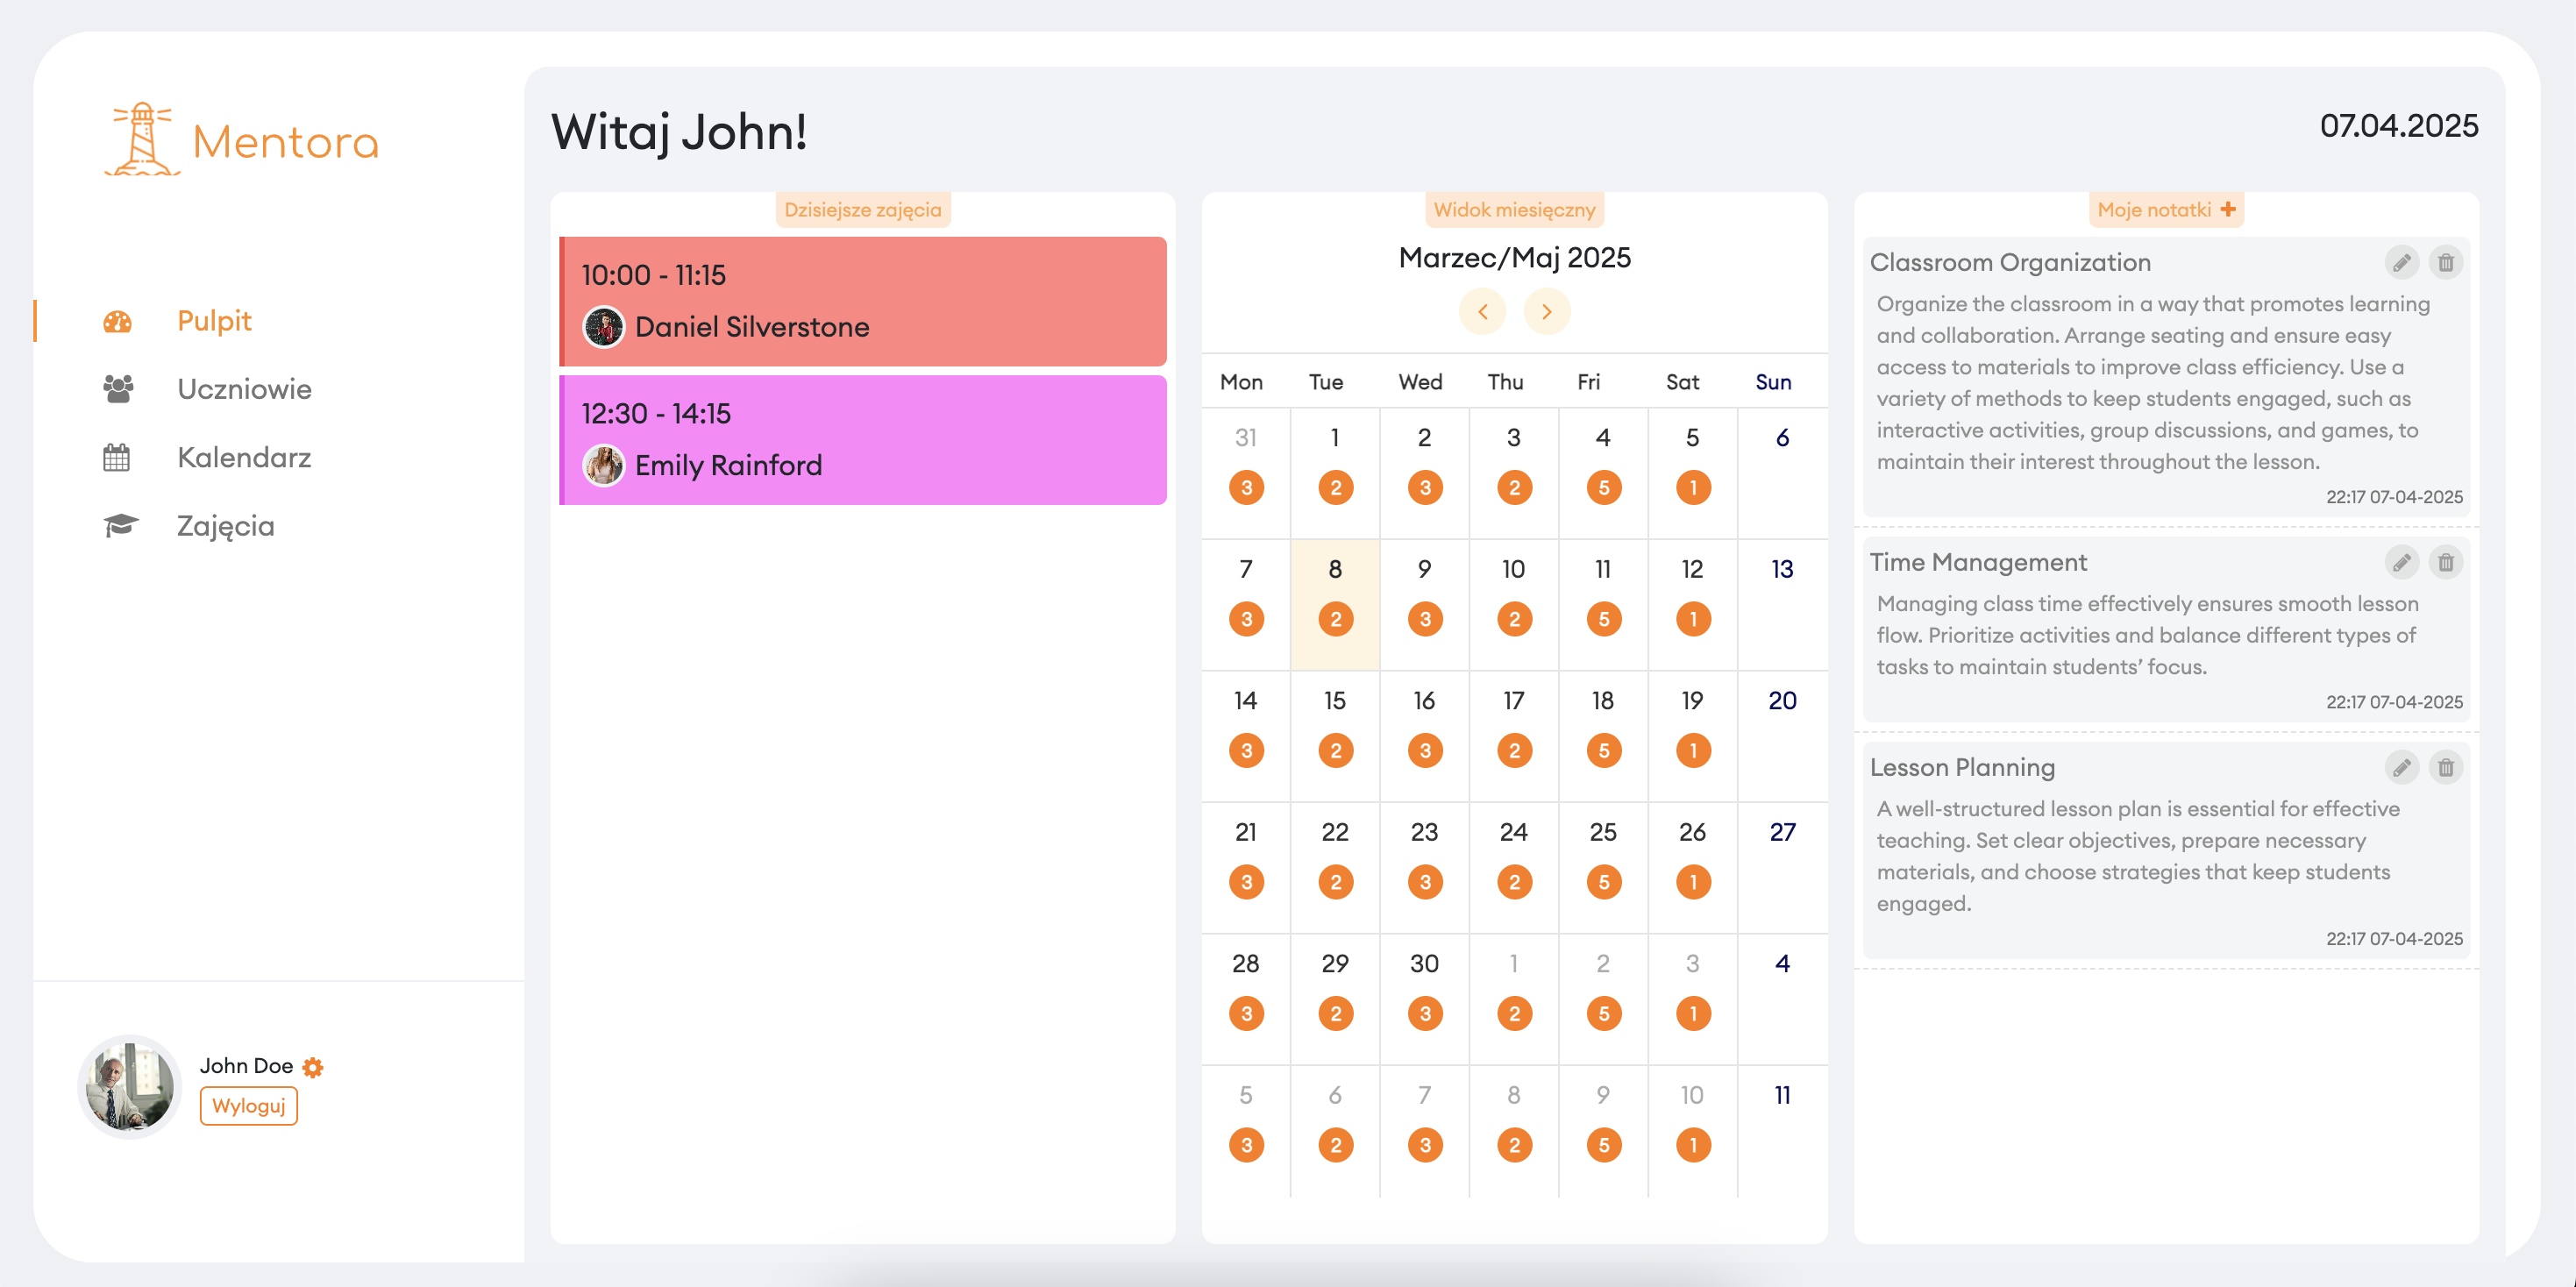 Mentora
Pulpit
Uczniowie
Kalendarz
Zajęcia
John Doe
Wyloguj
Witaj John!
07.04.2025
Dzisiejsze zajęcia
10:00 - 11:15
Daniel Silverstone
12:30 - 14:15
Emily Rainford
Widok miesięczny
Marzec/Maj 2025
Mon Tue Wed Thu Fri Sat Sun
31 1 2 3 4 5 6
3 2 3 2 5 1
7 8 9 10 11 12 13
3 2 3 2 5 1
14 15 16 17 18 19 20
3 2 3 2 5 1
21 22 23 24 25 26 27
3 2 3 2 5 1
28 29 30 1 2 3 4
3 2 3 2 5 1
5 6 7 8 9 10 11
3 2 3 2 5 1
Moje notatki
Classroom Organization
Organize the classroom in a way that promotes learning
and collaboration. Arrange seating and ensure easy
access to materials to improve class efficiency. Use a
variety of methods to keep students engaged, such as
interactive activities, group discussions, and games, to
maintain their interest throughout the lesson.
22:17 07-04-2025
Time Management
Managing class time effectively ensures smooth lesson
flow. Prioritize activities and balance different types of
tasks to maintain students’ focus.
22:17 07-04-2025
Lesson Planning
A well-structured lesson plan is essential for effective
teaching. Set clear objectives, prepare necessary
materials, and choose strategies that keep students
engaged.
22:17 07-04-2025